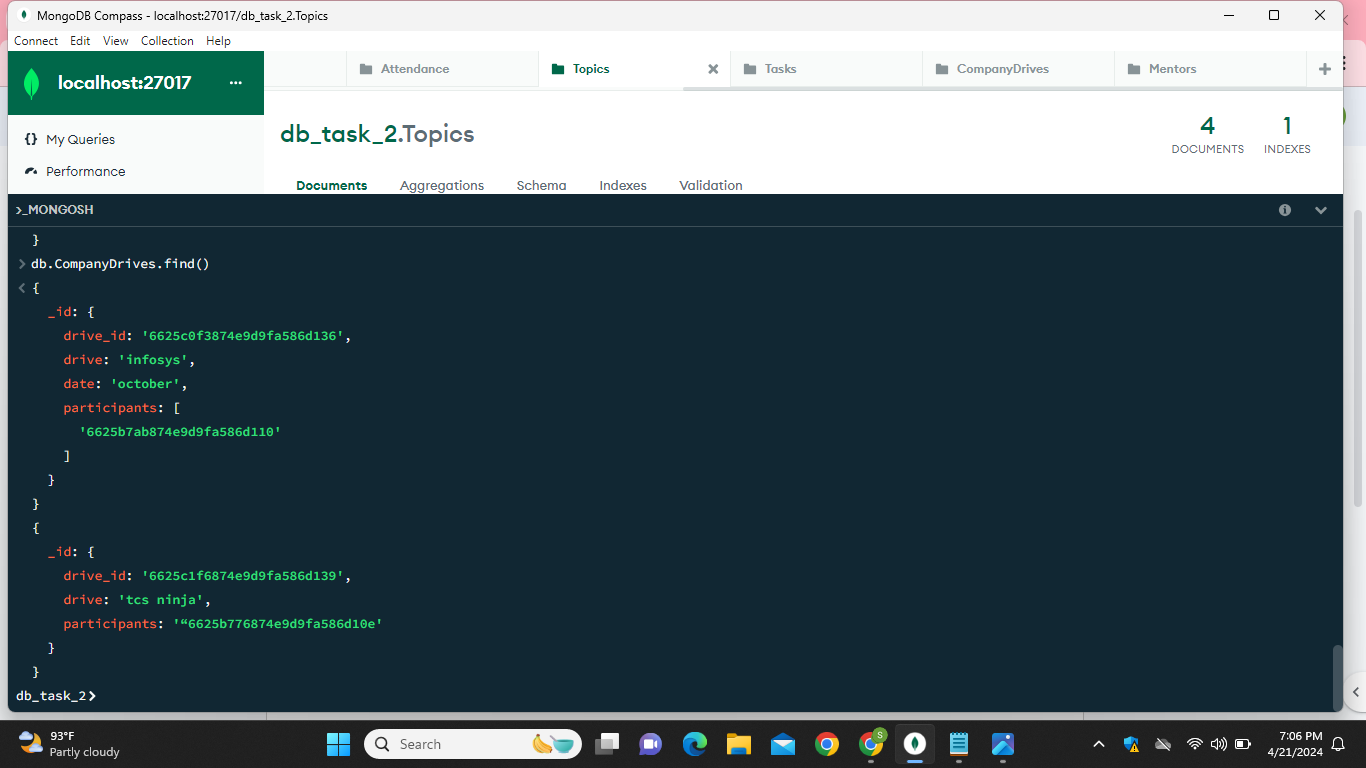 MongoDB Compass - localhost:27017/db_task_2.Topics
Connect Edit View Collection Help
localhost:27017 ...
Attendance
Topics
Tasks
CompanyDrives
Mentors
{} My Queries
Performance
db_task_2.Topics
4
DOCUMENTS
1
INDEXES
Documents Aggregations Schema Indexes Validation
>_MONGOSH
}
> db.CompanyDrives.find()
< {
_id: {
drive_id: '6625c0f3874e9d9fa586d136',
drive: 'infosys',
date: 'october',
participants: [
'6625b7ab874e9d9fa586d110'
]
}
}
{
_id: {
drive_id: '6625c1f6874e9d9fa586d139',
drive: 'tcs ninja',
participants: '“6625b776874e9d9fa586d10e'
}
}
db_task_2>
93°F
Partly cloudy
Search
S
7:06 PM
4/21/2024